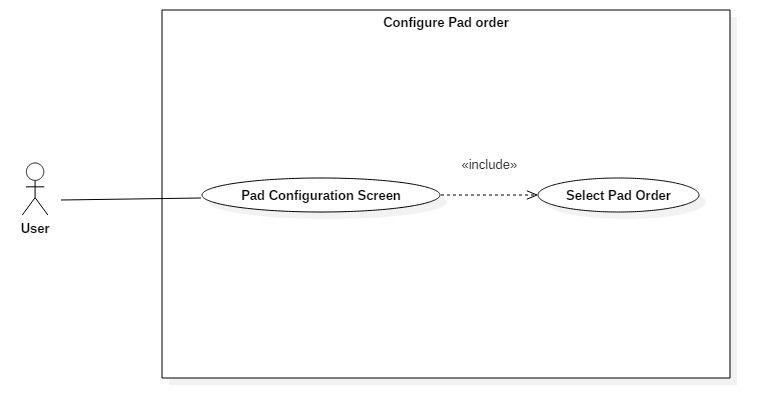 Configure Pad order
«include»
Pad Configuration Screen
Select Pad Order
User